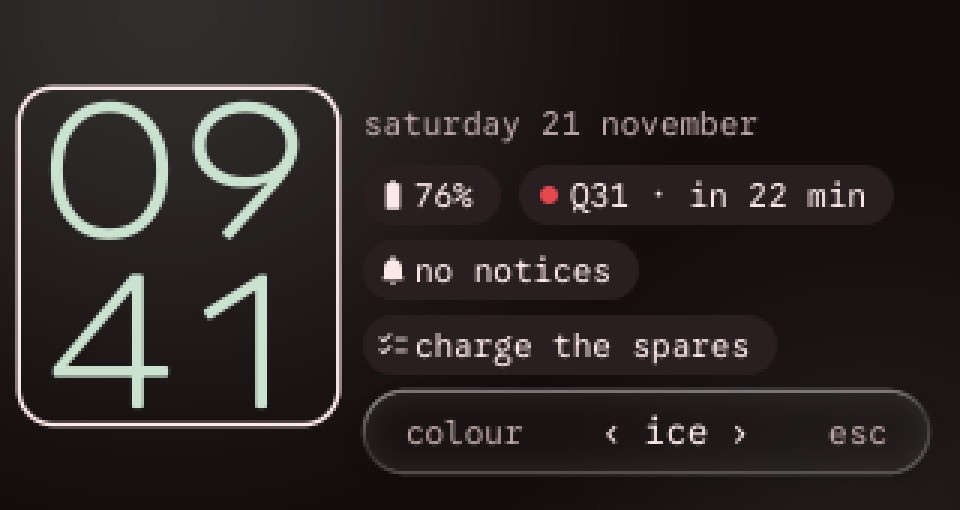 09
41
saturday 21 november
76%
Q31 · in 22 min
no notices
charge the spares
colour ‹ ice › esc